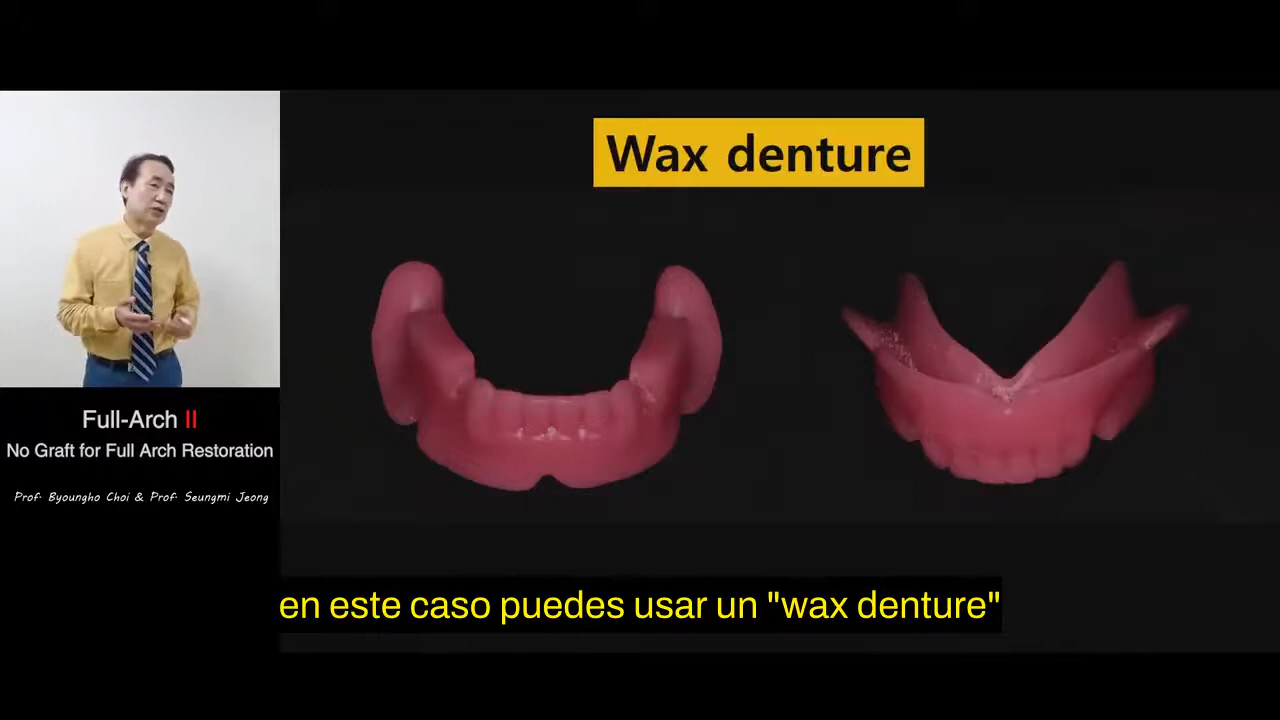 Wax denture
Full-Arch II
No Graft for Full Arch Restoration
Prof. Byoungho Choi & Prof. Seungmi Jeong
en este caso puedes usar un "wax denture"